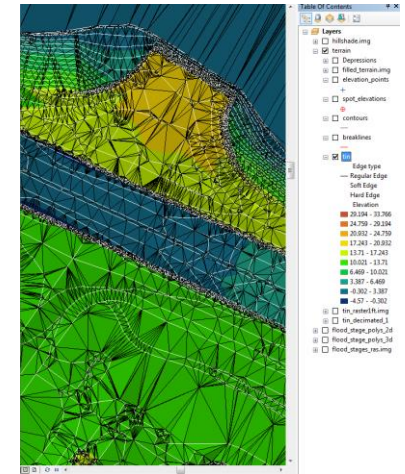 Table Of Contents
Layers
hillshade.img
terrain
Depressions
filled_terrain.img
elevation_points
spot_elevations
contours
breaklines
tin
Edge type
Regular Edge
Soft Edge
Hard Edge
Elevation
29.194 - 33.766
24.759 - 29.194
20.932 - 24.759
17.243 - 20.932
13.71 - 17.243
10.021 - 13.71
6.469 - 10.021
3.387 - 6.469
-0.302 - 3.387
-4.57 - -0.302
tin_raster1ft.img
tin_decimated_1
flood_stage_polys_2d
flood_stage_polys_3d
flood_stages_ras.img